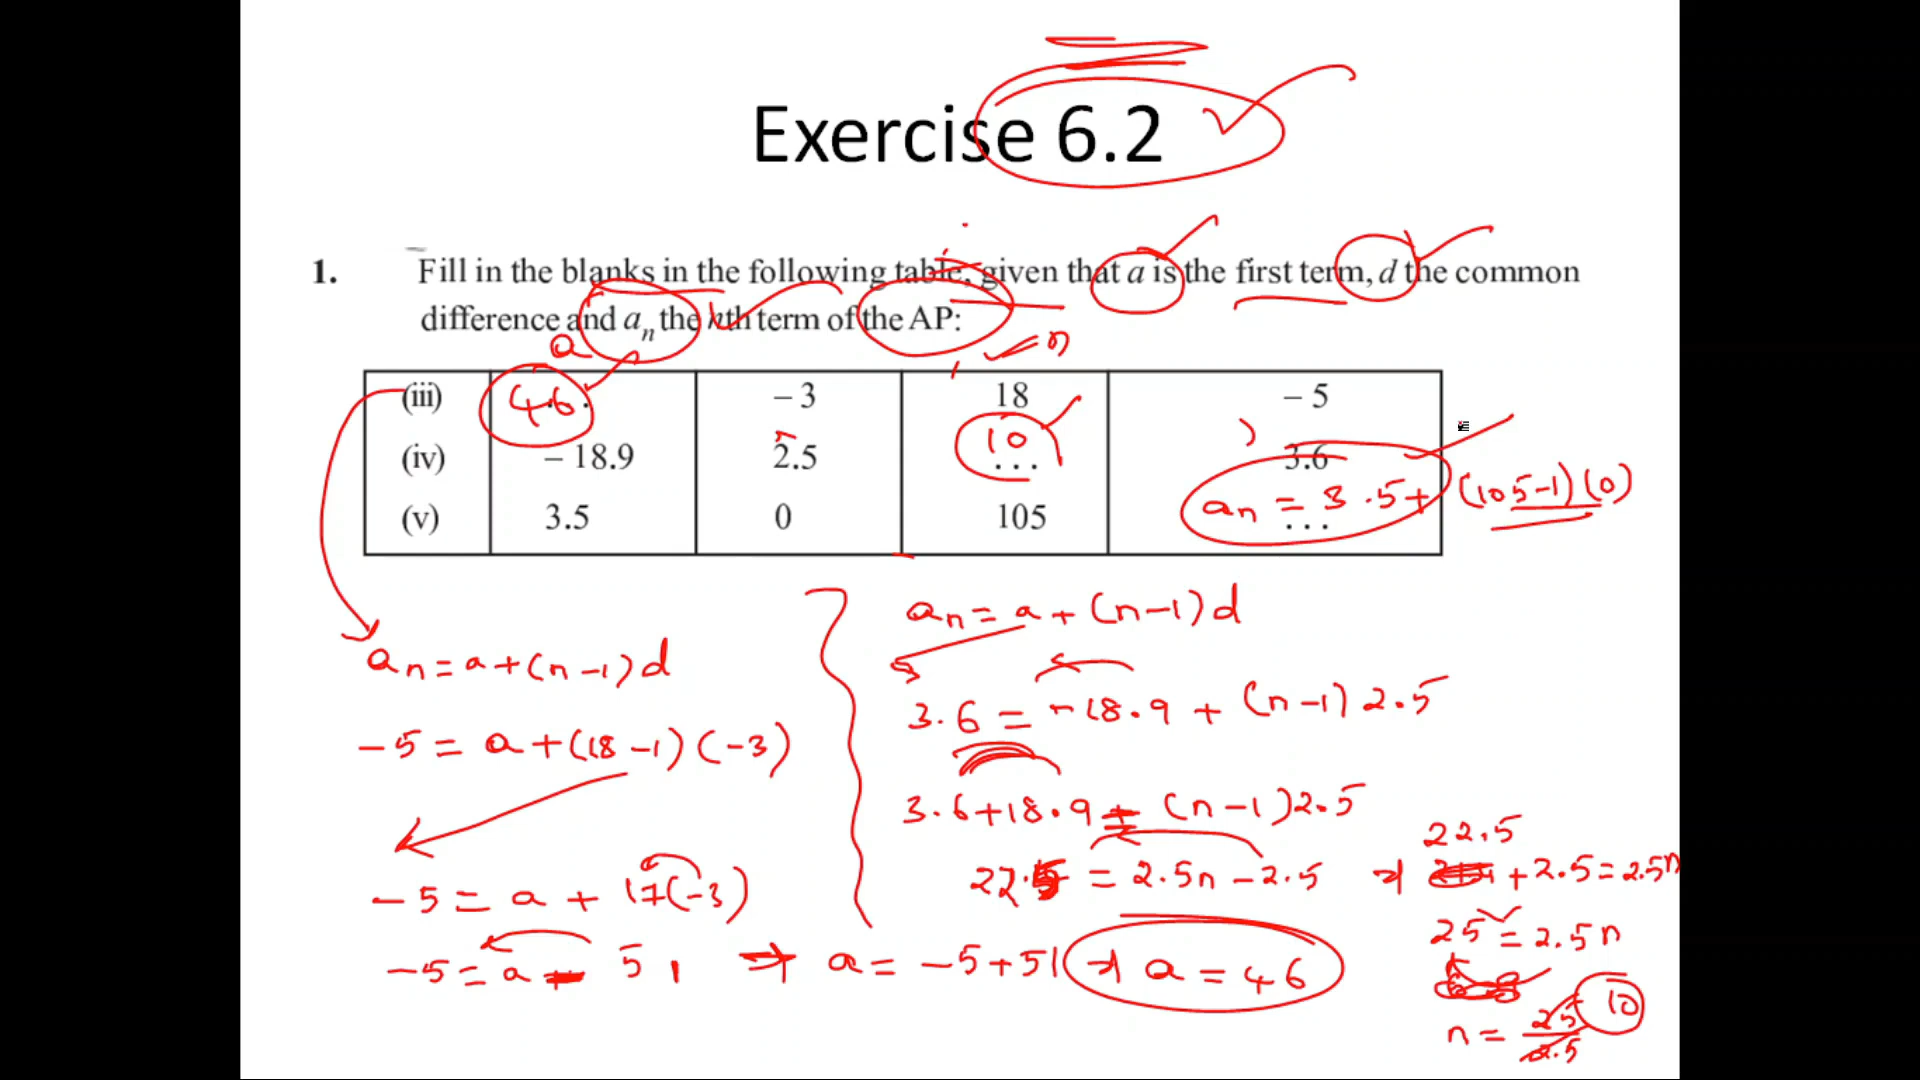 Exercise 6.2
1. Fill in the blanks in the following table, given that a is the first term, d the common
difference and aₙ the nth term of the AP:
a n
(iii) 46 – 3 18 – 5
(iv) – 18.9 2.5 10 ... 3.6
(v) 3.5 0 105 ...
an = 3.5+ (105-1)(0)
an = a+(n-1)d
-5 = a+(18-1)(-3)
-5 = a + 17(-3)
-5 = a - 51 ⇒ a = -5+51 ⇒ a = 46
an = a + (n-1)d
3.6 = -18.9 + (n-1) 2.5
3.6+18.9 = (n-1)2.5
22.5 = 2.5n - 2.5 ⇒
22.5
+2.5=2.5n
25 = 2.5n
n = 25/2.5 10